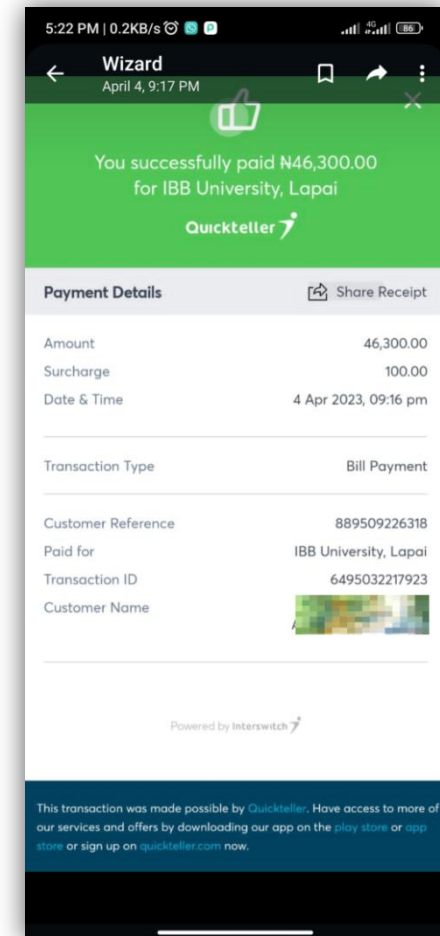 5:22 PM | 0.2KB/s 4G 86
Wizard
April 4, 9:17 PM
You successfully paid ₦46,300.00
for IBB University, Lapai
Quickteller
Payment Details Share Receipt
Amount 46,300.00
Surcharge 100.00
Date & Time 4 Apr 2023, 09:16 pm
Transaction Type Bill Payment
Customer Reference 889509226318
Paid for IBB University, Lapai
Transaction ID 6495032217923
Customer Name
Powered by Interswitch
This transaction was made possible by Quickteller. Have access to more of
our services and offers by downloading our app on the play store or app
store or sign up on quickteller.com now.